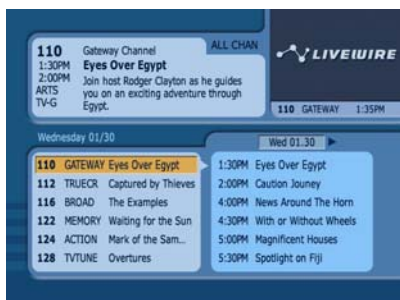 110 Gateway Channel ALL CHAN
1:30PM Eyes Over Egypt
2:00PM Join host Rodger Clayton as he guides
ARTS you on an exciting adventure through
TV-G Egypt.
LIVEWIRE
110 GATEWAY 1:35PM
Wednesday 01/30
Wed 01.30
110 GATEWAY Eyes Over Egypt
112 TRUECR Captured by Thieves
116 BROAD The Examples
122 MEMORY Waiting for the Sun
124 ACTION Mark of the Sam...
128 TVTUNE Overtures
1:30PM Eyes Over Egypt
2:00PM Caution Jouney
4:00PM News Around The Horn
4:30PM With or Without Wheels
5:00PM Magnificent Houses
5:30PM Spotlight on Fiji